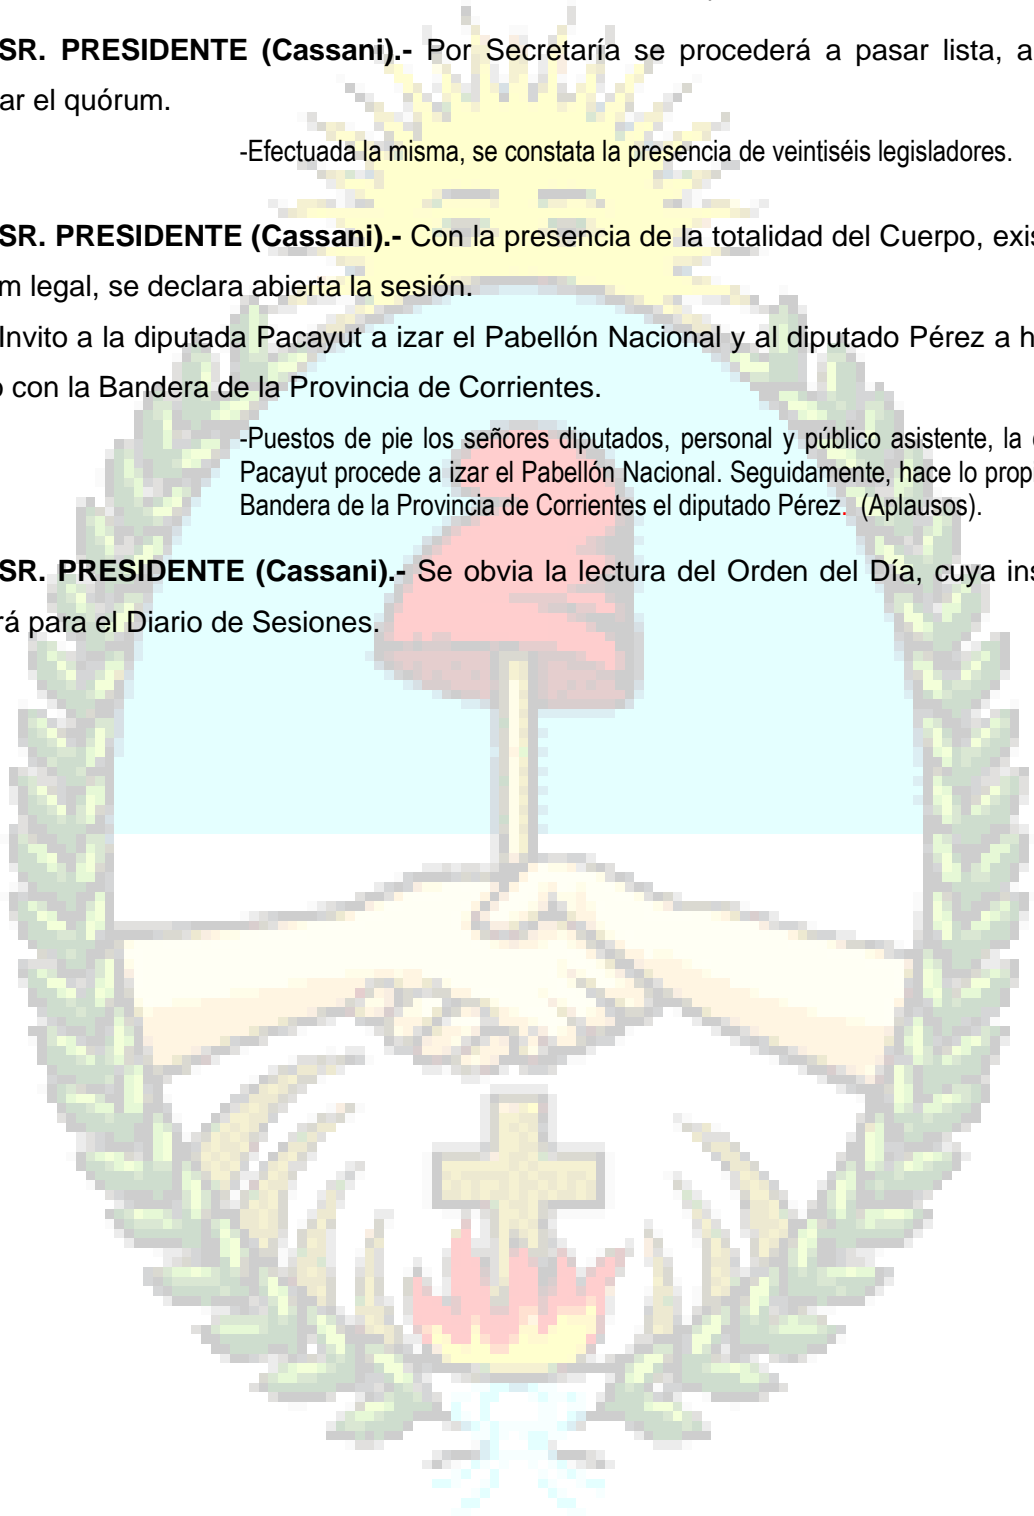 SR. PRESIDENTE (Cassani).- Por Secretaría se procederá a pasar lista, a
ar el quórum.
-Efectuada la misma, se constata la presencia de veintiséis legisladores.
SR. PRESIDENTE (Cassani).- Con la presencia de la totalidad del Cuerpo, exis
m legal, se declara abierta la sesión.
Invito a la diputada Pacayut a izar el Pabellón Nacional y al diputado Pérez a h
o con la Bandera de la Provincia de Corrientes.
-Puestos de pie los señores diputados, personal y público asistente, la
Pacayut procede a izar el Pabellón Nacional. Seguidamente, hace lo propi
Bandera de la Provincia de Corrientes el diputado Pérez. (Aplausos).
SR. PRESIDENTE (Cassani).- Se obvia la lectura del Orden del Día, cuya ins
rá para el Diario de Sesiones.